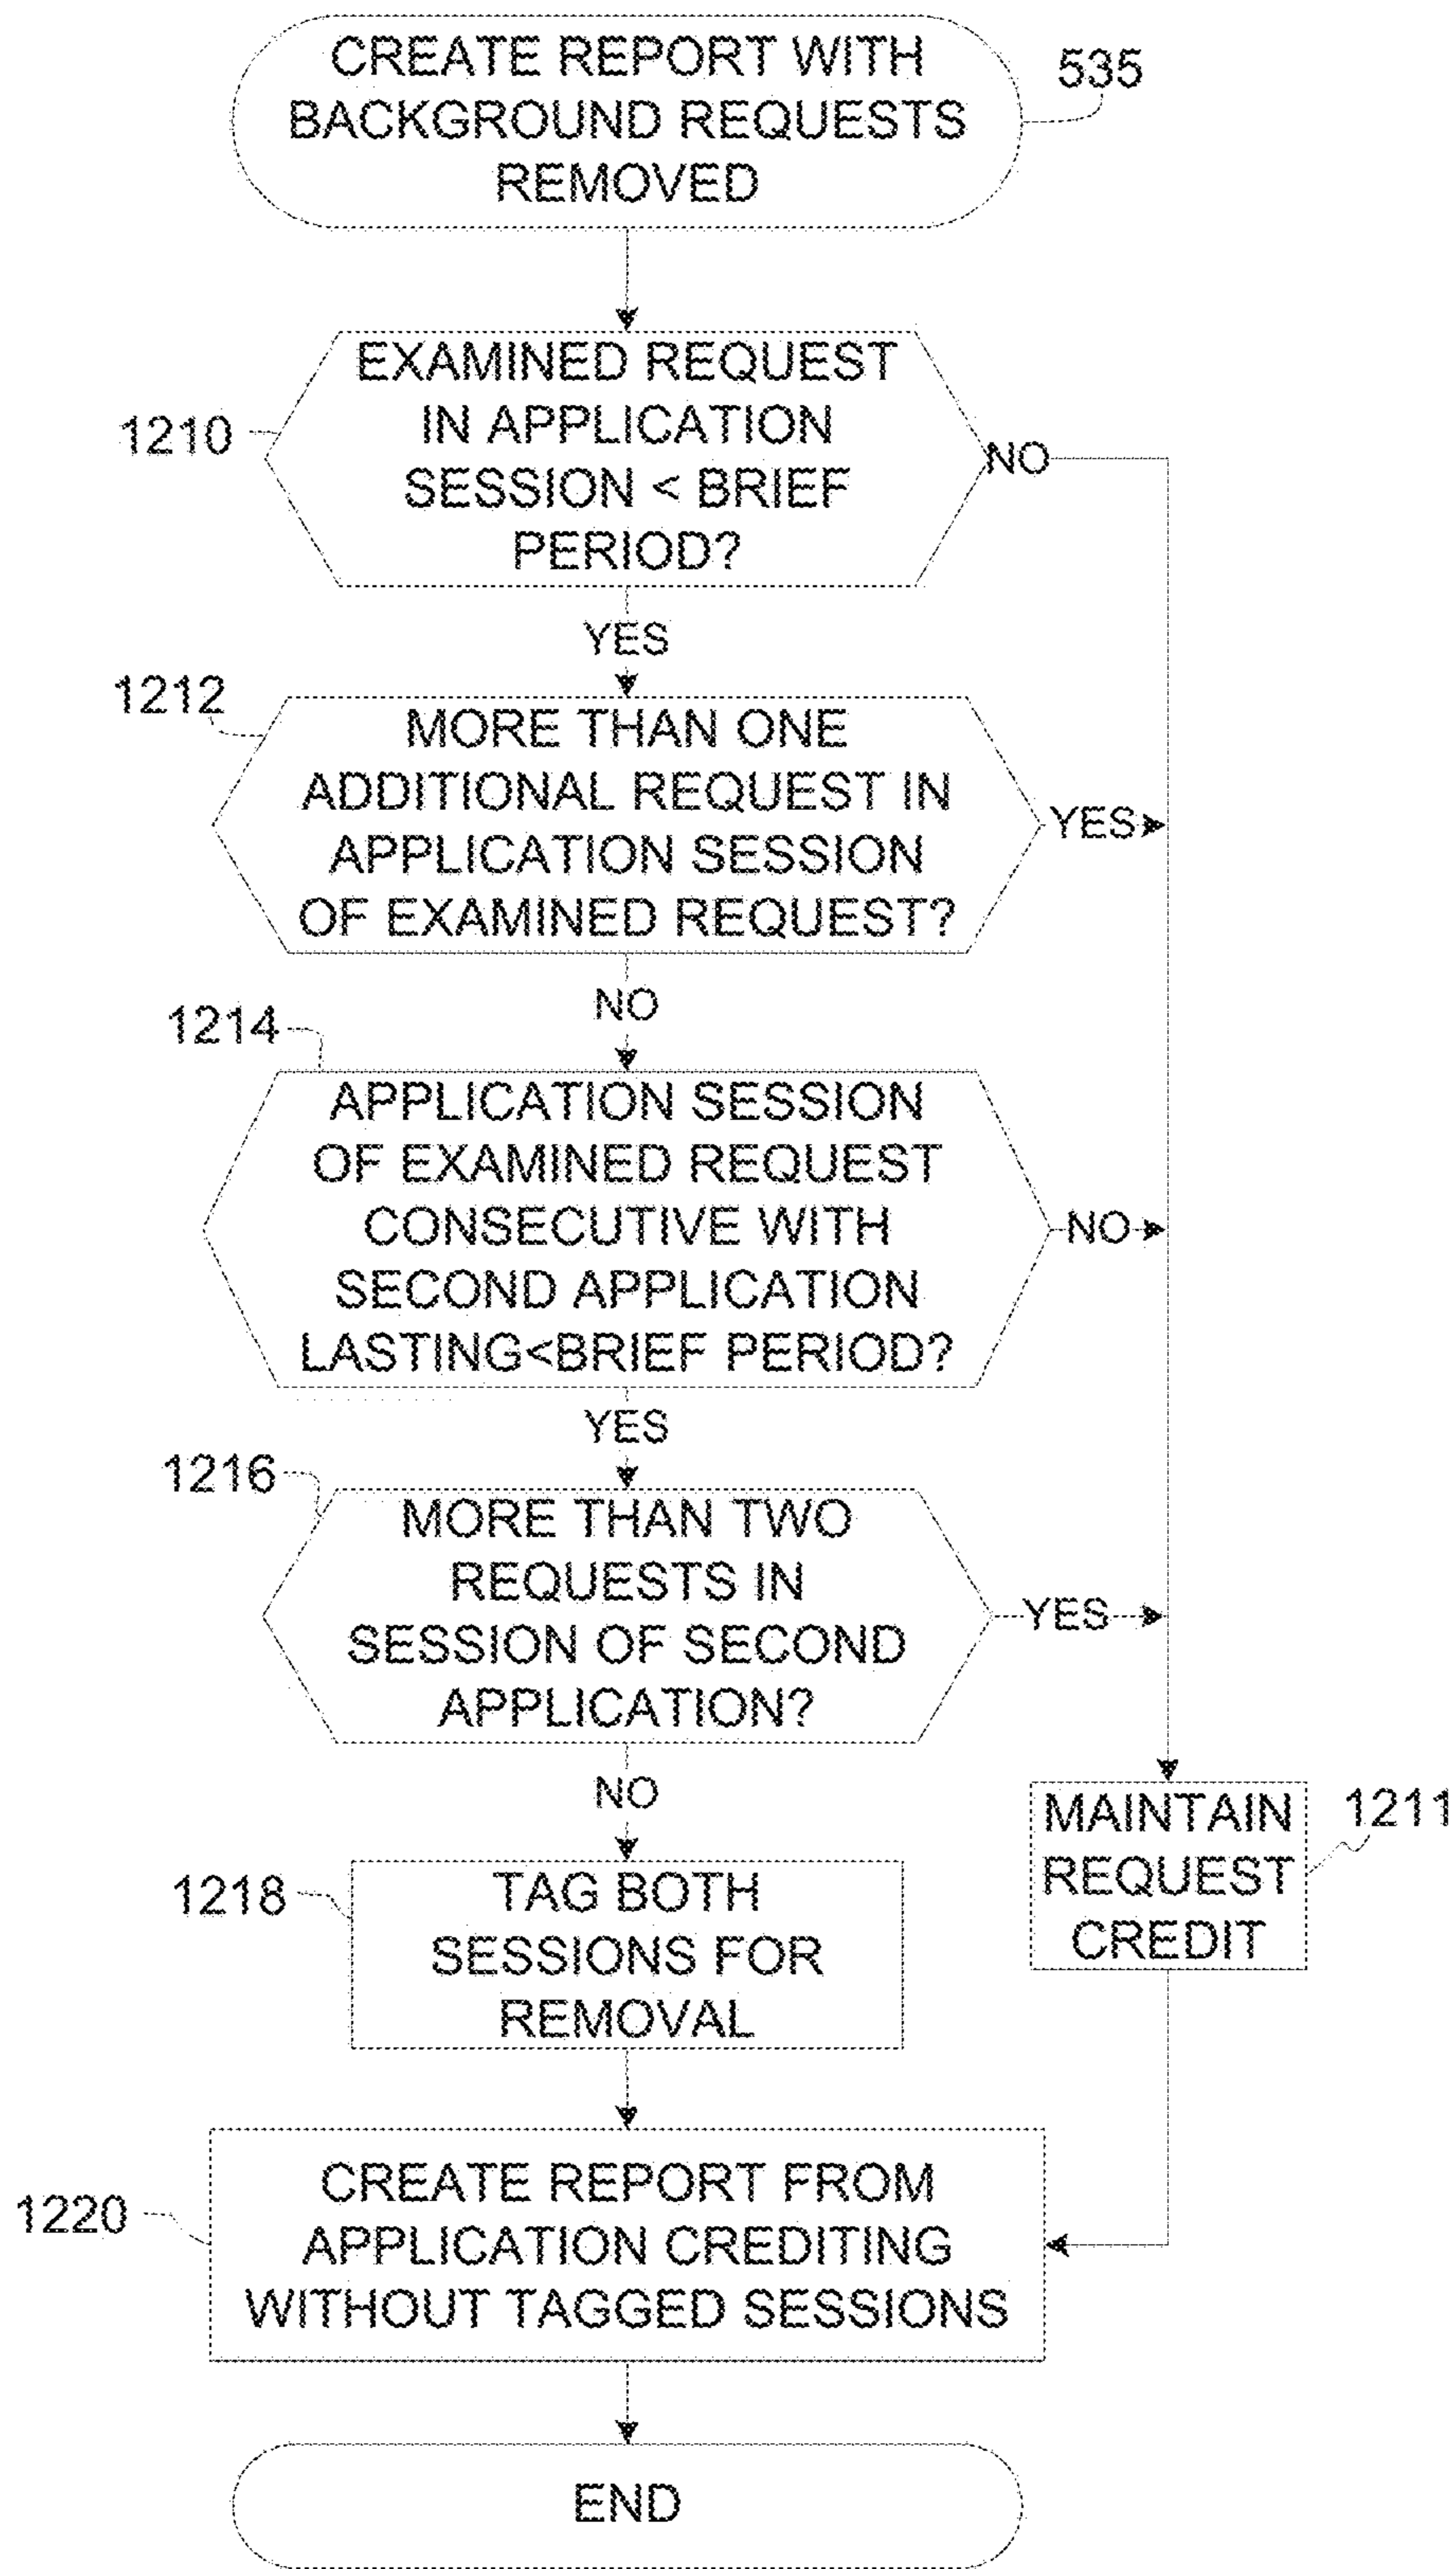 CREATE REPORT WITH
BACKGROUND REQUESTS
REMOVED
535
EXAMINED REQUEST
IN APPLICATION
SESSION < BRIEF
PERIOD?
1210
NO
YES
1212
MORE THAN ONE
ADDITIONAL REQUEST IN
APPLICATION SESSION
OF EXAMINED REQUEST?
YES
NO
1214
APPLICATION SESSION
OF EXAMINED REQUEST
CONSECUTIVE WITH
SECOND APPLICATION
LASTING<BRIEF PERIOD?
NO
YES
1216
MORE THAN TWO
REQUESTS IN
SESSION OF SECOND
APPLICATION?
YES
NO
MAINTAIN
REQUEST
CREDIT
1211
1218
TAG BOTH
SESSIONS FOR
REMOVAL
1220
CREATE REPORT FROM
APPLICATION CREDITING
WITHOUT TAGGED SESSIONS
END